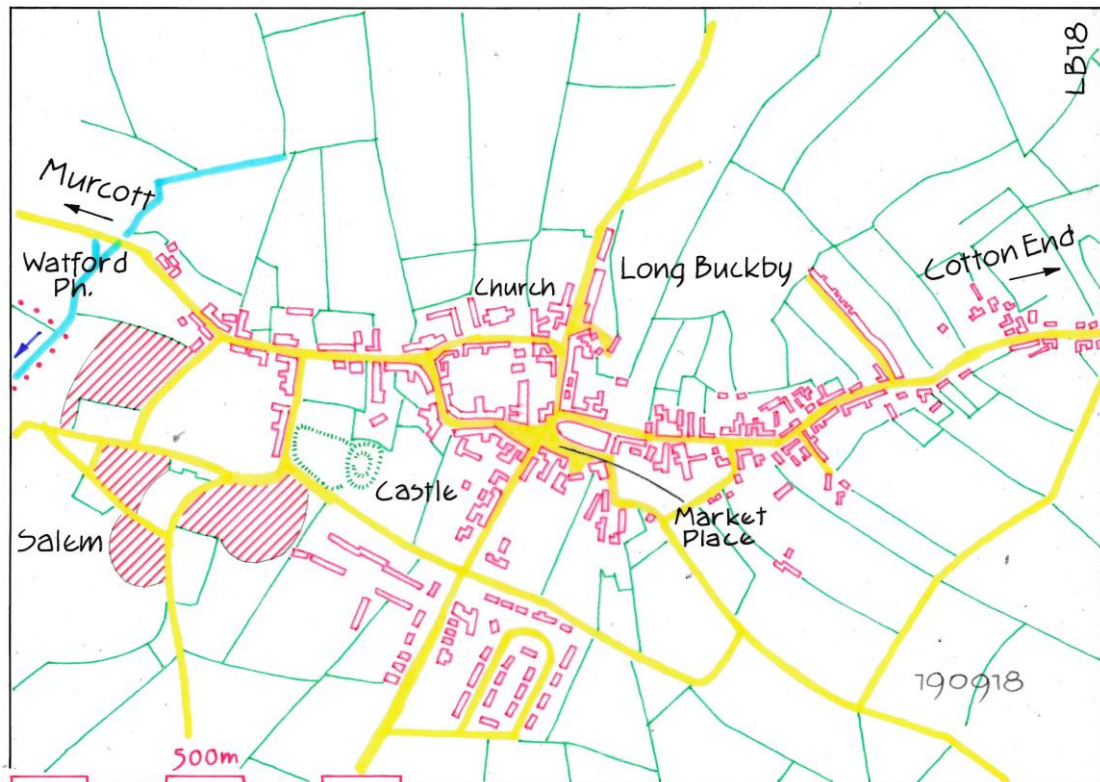 LB18
Murcott
Watford
Ph.
Church
Long Buckby
Cotton End
Castle
Salem
Market
Place
190918
500m